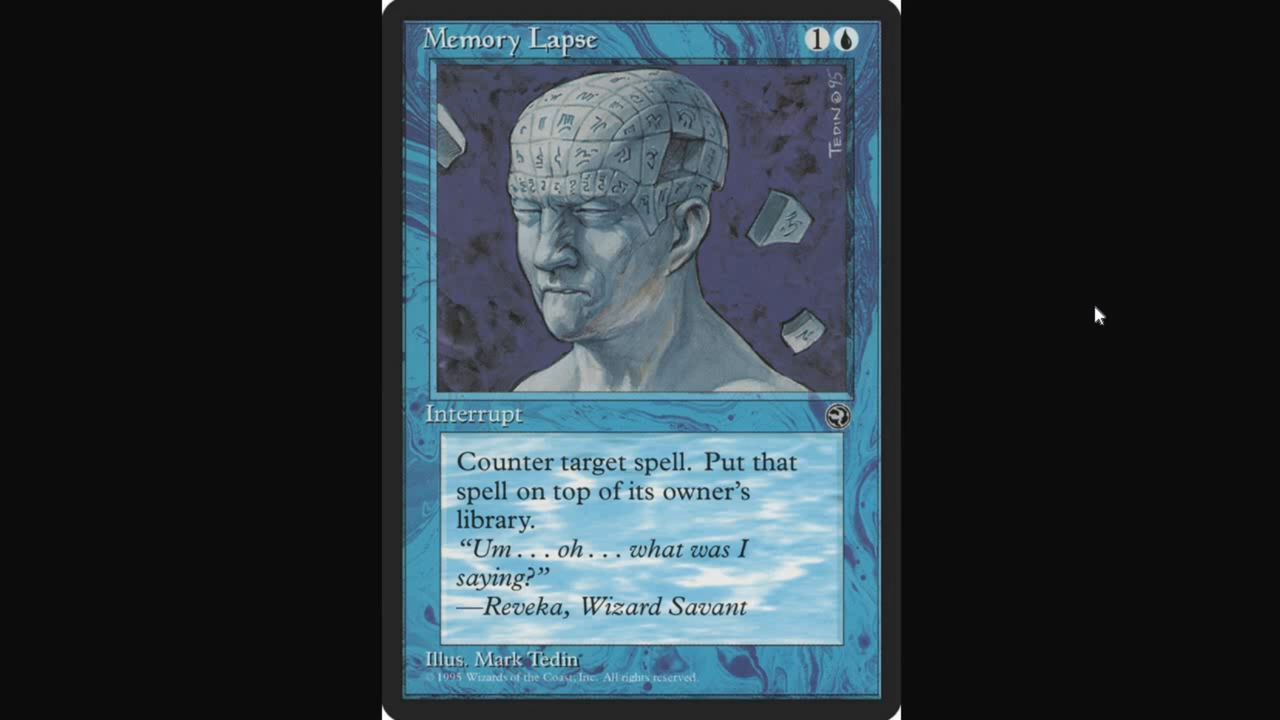 Memory Lapse 1
TEDIN © 95
Interrupt
Counter target spell. Put that
spell on top of its owner's
library.
“Um . . . oh . . . what was I
saying?”
—Reveka, Wizard Savant
Illus. Mark Tedin
© 1995 Wizards of the Coast, Inc. All rights reserved.